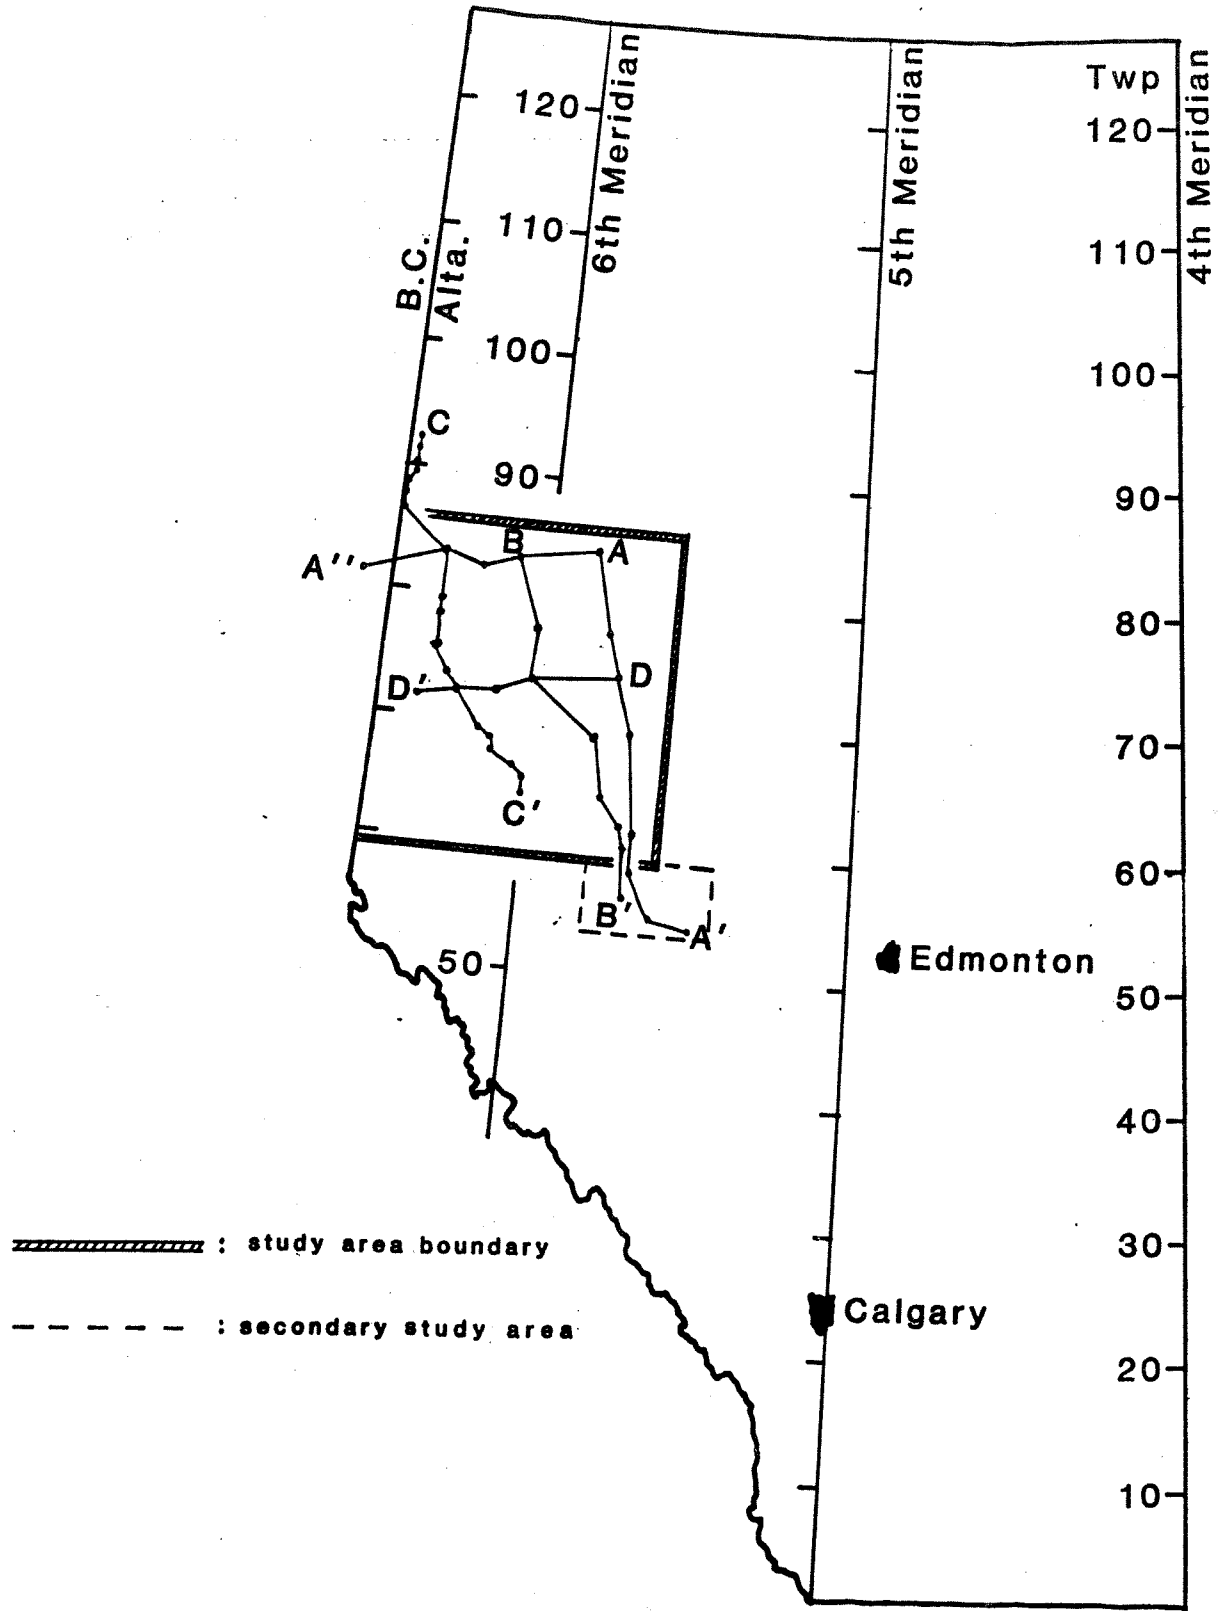 Twp
120
120
6th Meridian
5th Meridian
4th Meridian
110
110
B.C.
Alta.
100
100
C
90
90
B
A
A''
80
D
D'
70
C'
60
B'
A'
50
Edmonton
50
40
: study area boundary
30
Calgary
: secondary study area
20
10